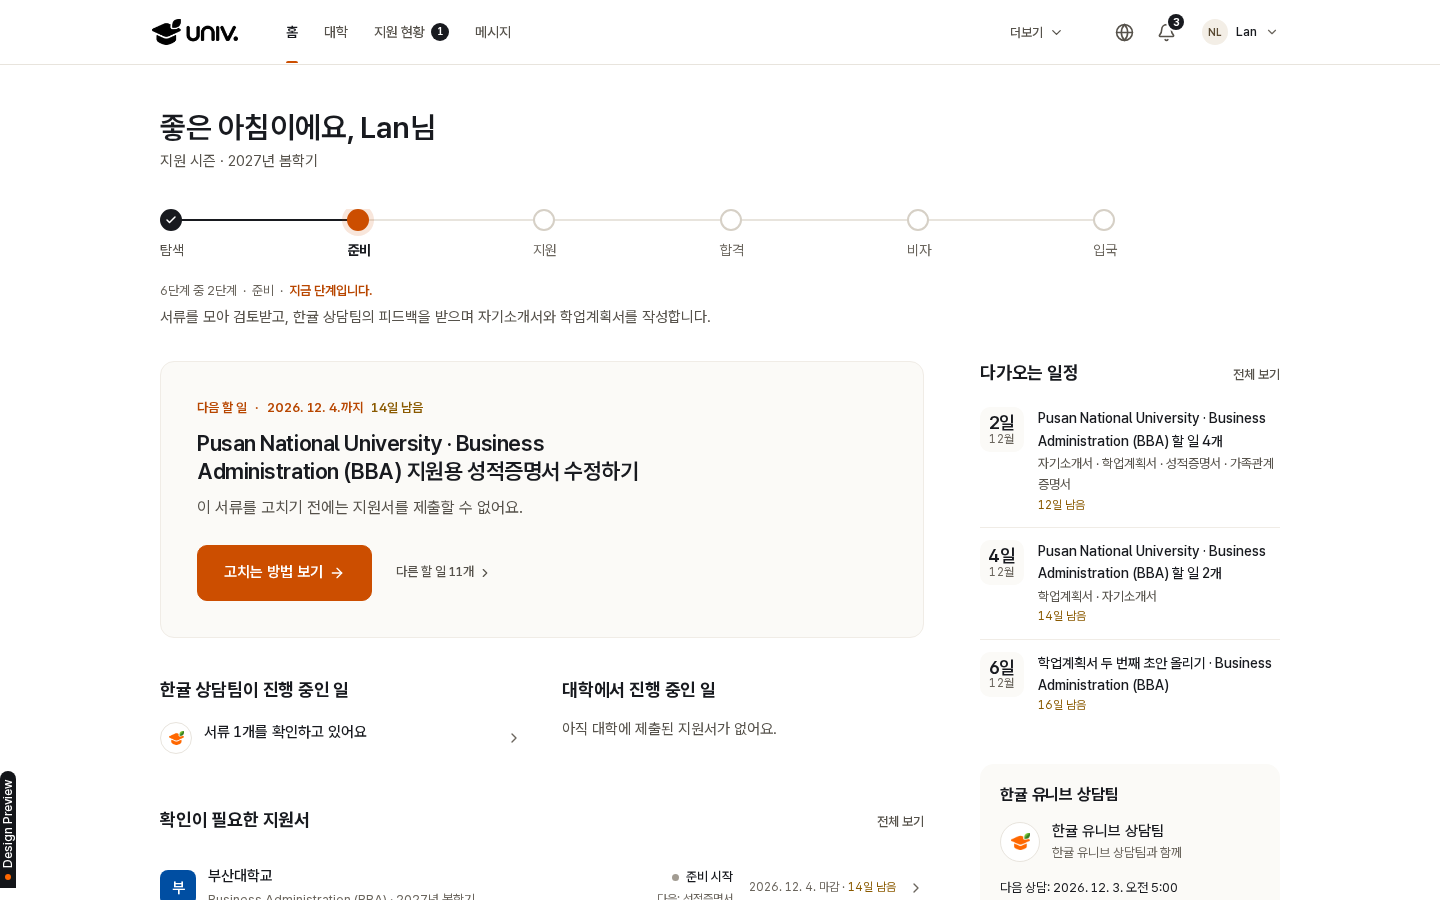 UNIV.
홈
대학
지원 현황 1
메시지
더보기
3
NL Lan
좋은 아침이에요, Lan님
지원 시즌 · 2027년 봄학기
탐색
준비
지원
합격
비자
입국
6단계 중 2단계 · 준비 · 지금 단계입니다.
서류를 모아 검토받고, 한귤 상담팀의 피드백을 받으며 자기소개서와 학업계획서를 작성합니다.
다음 할 일 · 2026. 12. 4.까지 14일 남음
Pusan National University · Business
Administration (BBA) 지원용 성적증명서 수정하기
이 서류를 고치기 전에는 지원서를 제출할 수 없어요.
고치는 방법 보기
다른 할 일 11개
한귤 상담팀이 진행 중인 일
서류 1개를 확인하고 있어요
대학에서 진행 중인 일
아직 대학에 제출된 지원서가 없어요.
확인이 필요한 지원서
전체 보기
부
부산대학교
Business Administration (BBA) · 2027년 봄학기
준비 시작
다음: 성적증명서
2026. 12. 4. 마감 · 14일 남음
다가오는 일정
전체 보기
2일
12월
Pusan National University · Business
Administration (BBA) 할 일 4개
자기소개서 · 학업계획서 · 성적증명서 · 가족관계
증명서
12일 남음
4일
12월
Pusan National University · Business
Administration (BBA) 할 일 2개
학업계획서 · 자기소개서
14일 남음
6일
12월
학업계획서 두 번째 초안 올리기 · Business
Administration (BBA)
16일 남음
한귤 유니브 상담팀
한귤 유니브 상담팀
한귤 유니브 상담팀과 함께
다음 상담: 2026. 12. 3. 오전 5:00
Design Preview